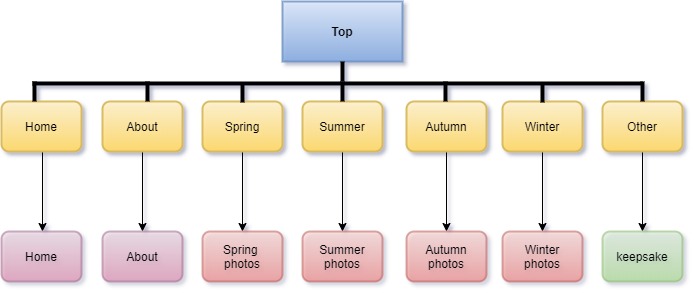 Top
Home
About
Spring
Summer
Autumn
Winter
Other
Home
About
Spring
photos
Summer
photos
Autumn
photos
Winter
photos
keepsake